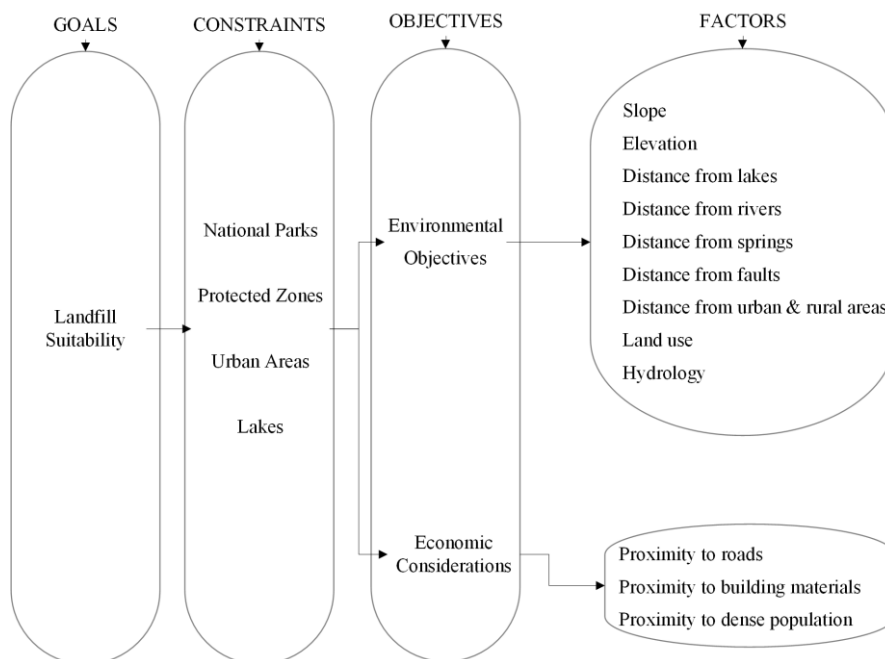 GOALS
CONSTRAINTS
OBJECTIVES
FACTORS
Landfill
Suitability
National Parks
Protected Zones
Urban Areas
Lakes
Environmental
Objectives
Economic
Considerations
Slope
Elevation
Distance from lakes
Distance from rivers
Distance from springs
Distance from faults
Distance from urban & rural areas
Land use
Hydrology
Proximity to roads
Proximity to building materials
Proximity to dense population